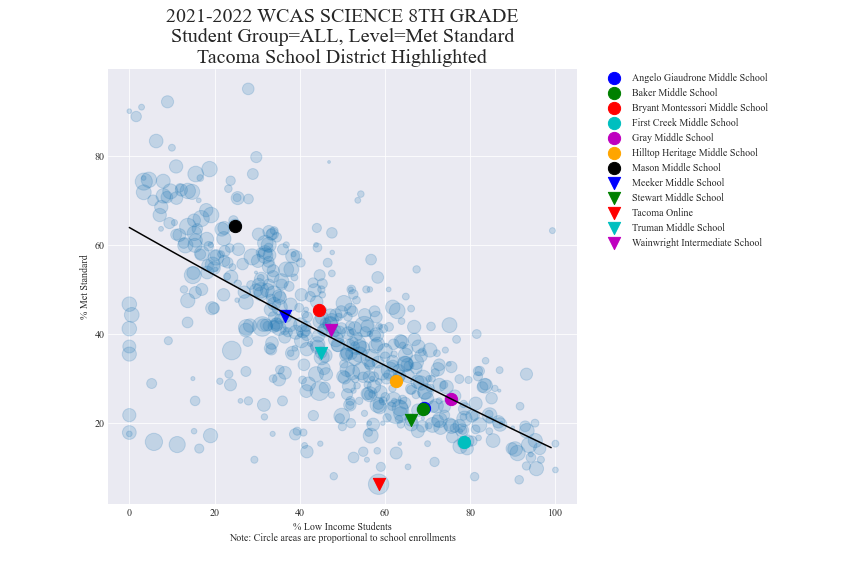 2021-2022 WCAS SCIENCE 8TH GRADE
Student Group=ALL, Level=Met Standard
Tacoma School District Highlighted
% Met Standard
80
60
40
20
0
20
40
60
80
100
% Low Income Students
Note: Circle areas are proportional to school enrollments
Angelo Giaudrone Middle School
Baker Middle School
Bryant Montessori Middle School
First Creek Middle School
Gray Middle School
Hilltop Heritage Middle School
Mason Middle School
Meeker Middle School
Stewart Middle School
Tacoma Online
Truman Middle School
Wainwright Intermediate School